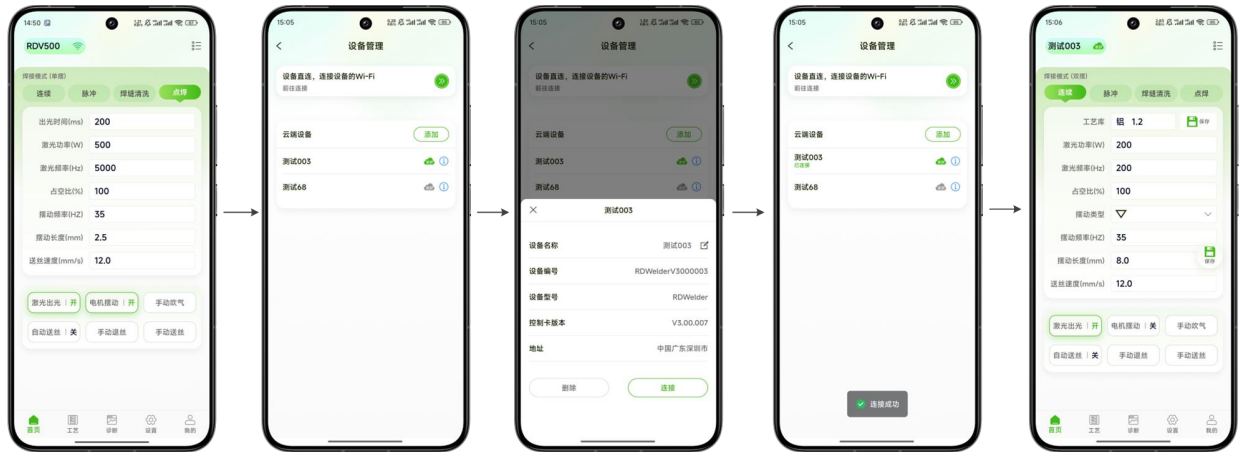 14:50
RDV500
焊接模式 (单摆)
连续 脉冲 焊缝清洗 点焊
出光时间(ms) 200
激光功率(W) 500
激光频率(Hz) 5000
占空比(%) 100
摆动频率(HZ) 35
摆动长度(mm) 2.5
送丝速度(mm/s) 12.0
激光出光 | 开 电机摆动 | 开 手动吹气
自动送丝 | 关 手动退丝 手动送丝
首页 工艺 诊断 设置 我的
15:05
设备管理
设备直连，连接设备的Wi-Fi
前往连接
云端设备 添加
测试003
测试68
15:05
设备管理
设备直连，连接设备的Wi-Fi
前往连接
云端设备 添加
测试003
测试68
测试003
设备名称 测试003
设备编号 RDWelderV3000003
设备型号 RDWelder
控制卡版本 V3.00.007
地址 中国广东深圳市
删除 连接
15:05
设备管理
设备直连，连接设备的Wi-Fi
前往连接
云端设备 添加
测试003
已连接
测试68
连接成功
15:06
测试003
焊接模式 (双摆)
连续 脉冲 焊缝清洗 点焊
工艺库 铝 1.2 保存
激光功率(W) 200
激光频率(Hz) 200
占空比(%) 100
摆动类型
摆动频率(HZ) 35
保存
摆动长度(mm) 8.0
送丝速度(mm/s) 12.0
激光出光 | 开 电机摆动 | 关 手动吹气
自动送丝 | 关 手动退丝 手动送丝
首页 工艺 诊断 设置 我的